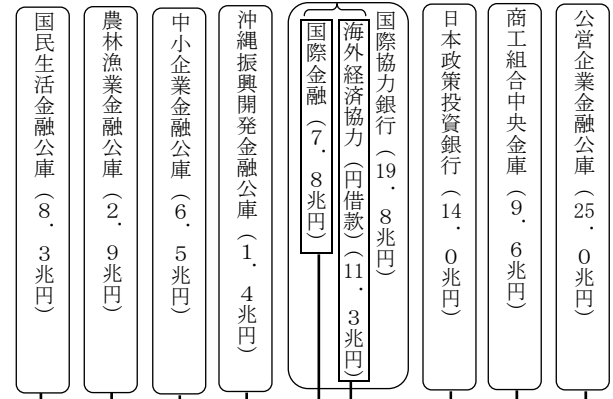 公営企業金融公庫（25．0兆円）
商工組合中央金庫（9．6兆円）
日本政策投資銀行（14．0兆円）
国際協力銀行（19．8兆円）
海外経済協力（円借款）（11．3兆円）
国際金融（7．8兆円）
沖縄振興開発金融公庫（1．4兆円）
中小企業金融公庫（6．5兆円）
農林漁業金融公庫（2．9兆円）
国民生活金融公庫（8．3兆円）